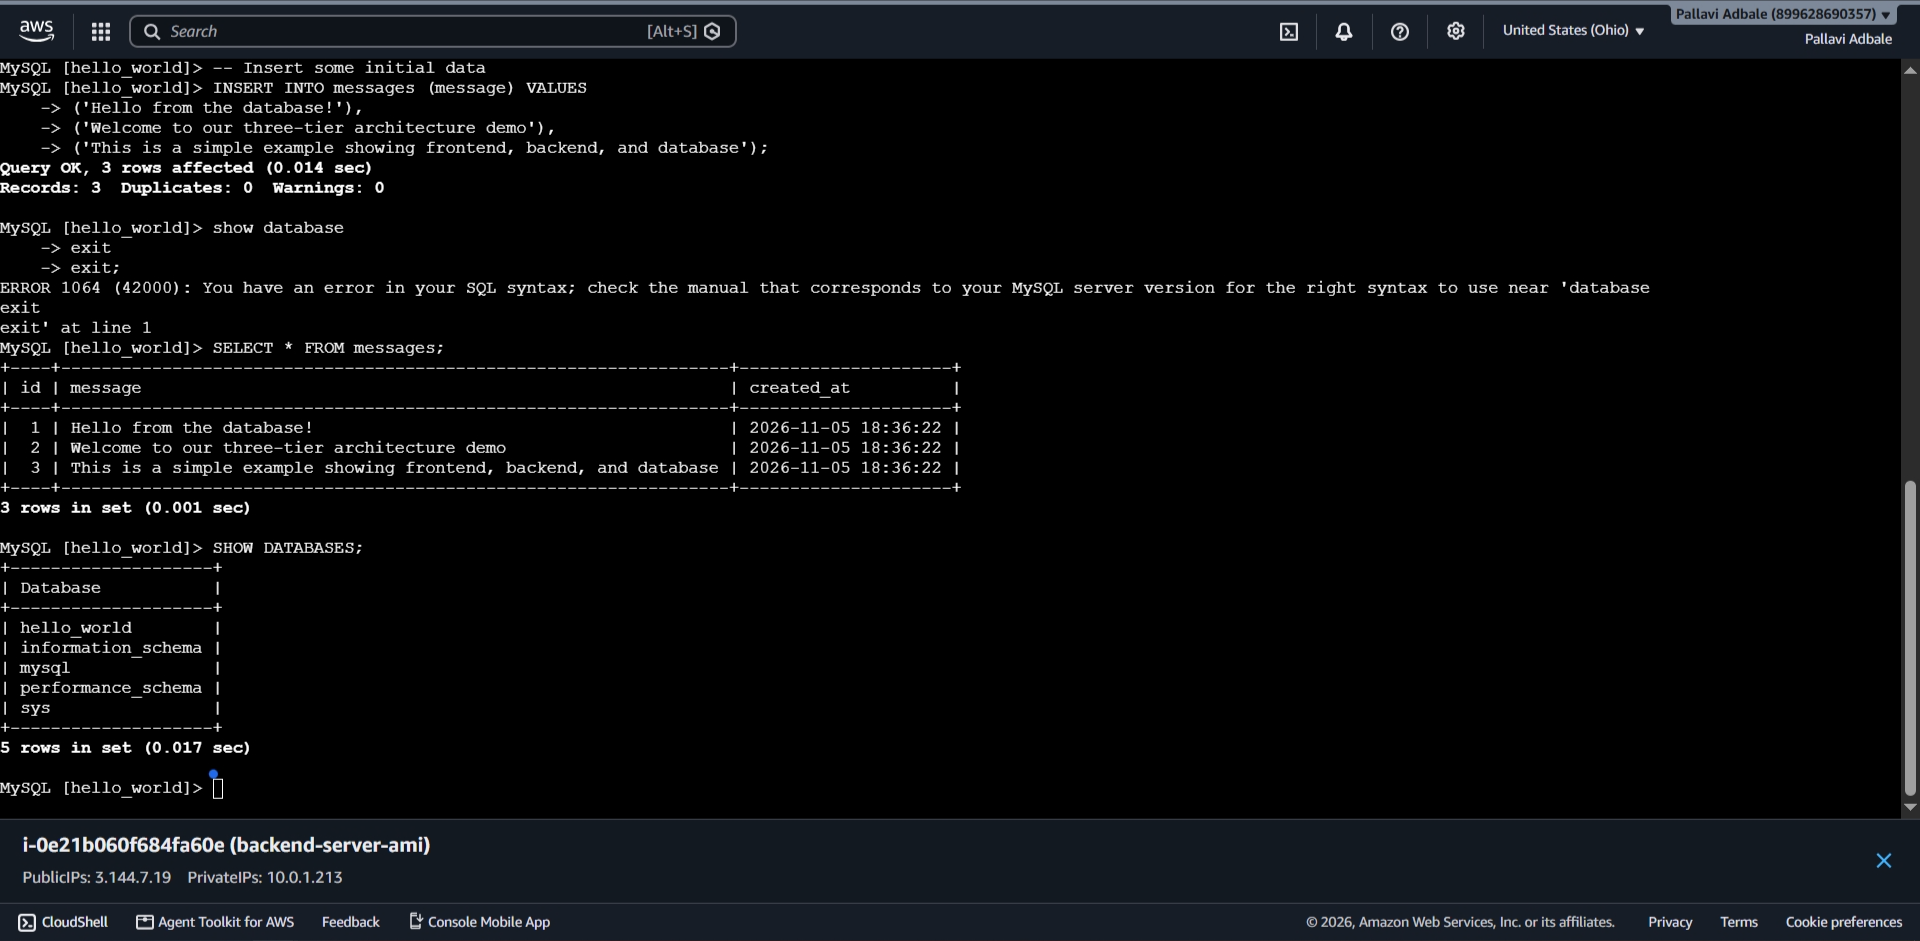 aws
Search [Alt+S]
United States (Ohio)
Pallavi Adbale (899628690357)
Pallavi Adbale
MySQL [hello_world]> -- Insert some initial data
MySQL [hello_world]> INSERT INTO messages (message) VALUES
    -> ('Hello from the database!'),
    -> ('Welcome to our three-tier architecture demo'),
    -> ('This is a simple example showing frontend, backend, and database');
Query OK, 3 rows affected (0.014 sec)
Records: 3  Duplicates: 0  Warnings: 0
MySQL [hello_world]> show database
    -> exit
    -> exit;
ERROR 1064 (42000): You have an error in your SQL syntax; check the manual that corresponds to your MySQL server version for the right syntax to use near 'database
exit
exit' at line 1
MySQL [hello_world]> SELECT * FROM messages;
+----+------------------------------------------------------------------+---------------------+
| id | message                                                          | created_at          |
+----+------------------------------------------------------------------+---------------------+
|  1 | Hello from the database!                                         | 2026-11-05 18:36:22 |
|  2 | Welcome to our three-tier architecture demo                      | 2026-11-05 18:36:22 |
|  3 | This is a simple example showing frontend, backend, and database | 2026-11-05 18:36:22 |
+----+------------------------------------------------------------------+---------------------+
3 rows in set (0.001 sec)
MySQL [hello_world]> SHOW DATABASES;
+--------------------+
| Database           |
+--------------------+
| hello_world        |
| information_schema |
| mysql              |
| performance_schema |
| sys                |
+--------------------+
5 rows in set (0.017 sec)
MySQL [hello_world]>
i-0e21b060f684fa60e (backend-server-ami)
PublicIPs: 3.144.7.19 PrivateIPs: 10.0.1.213
CloudShell Agent Toolkit for AWS Feedback Console Mobile App © 2026, Amazon Web Services, Inc. or its affiliates. Privacy Terms Cookie preferences